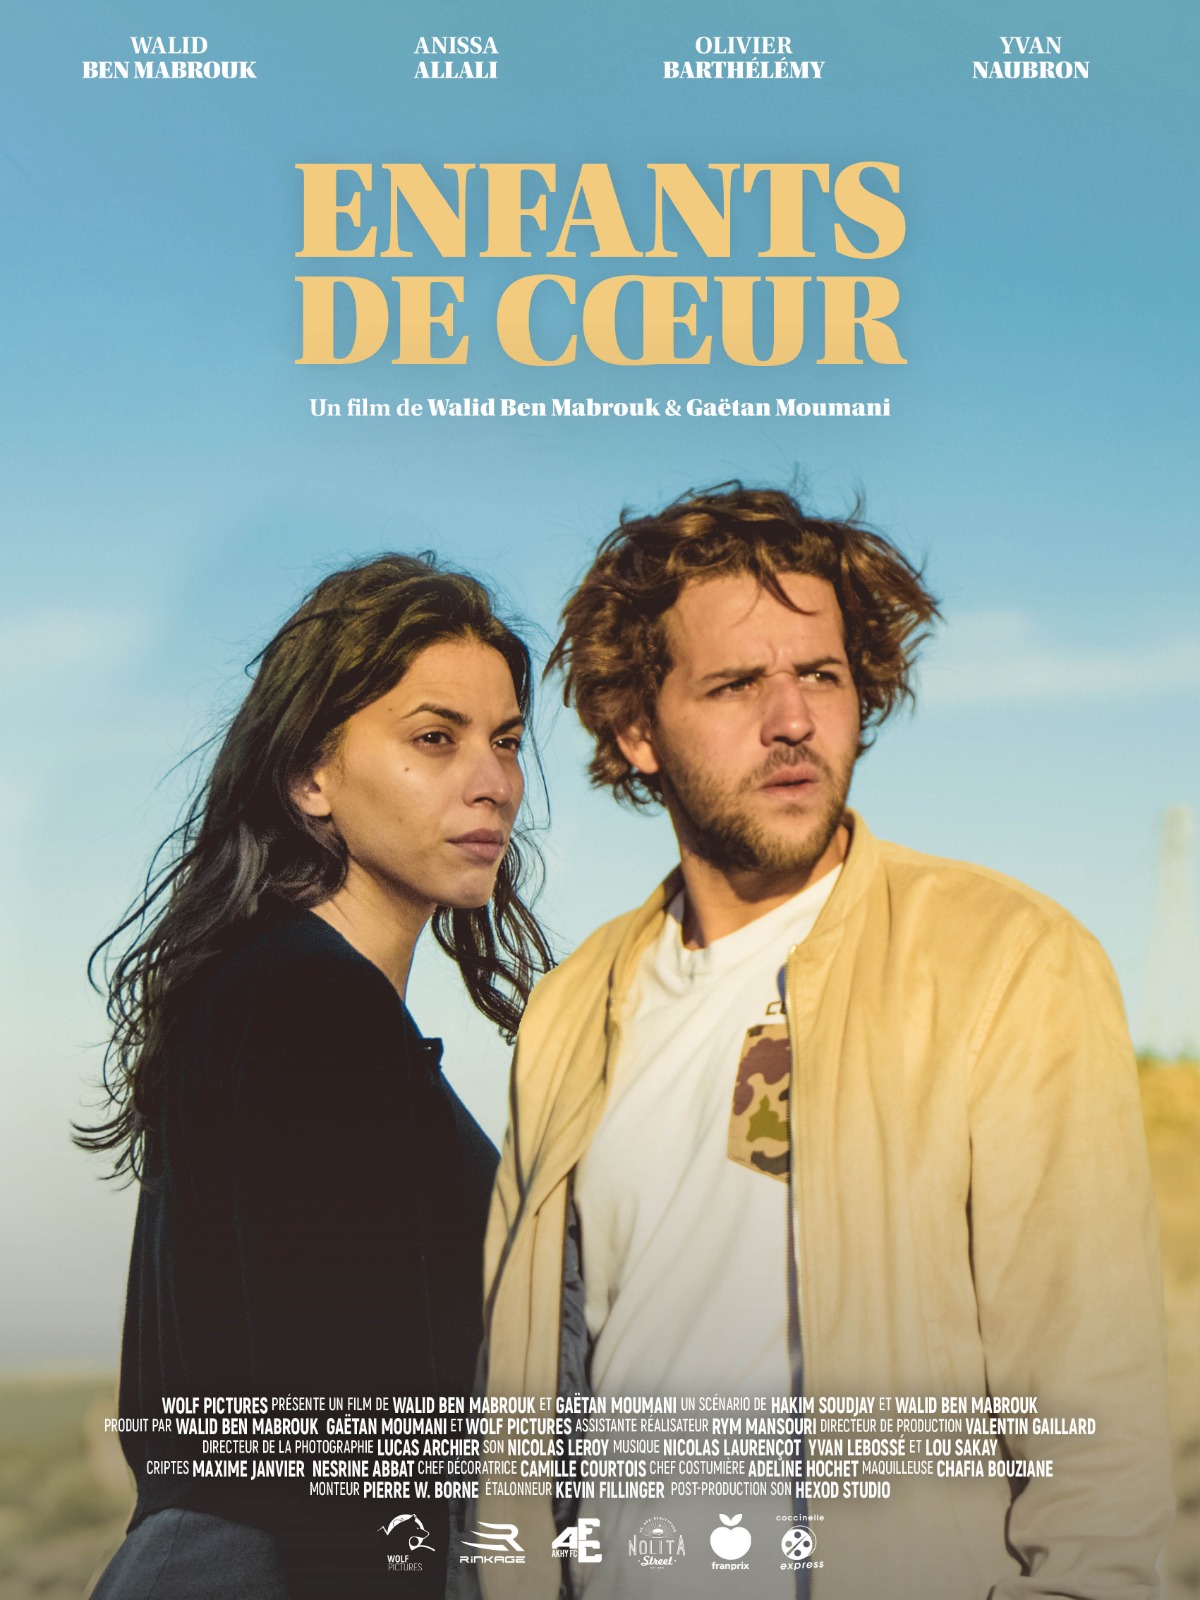 WALID
BEN MABROUK
ANISSA
ALLALI
OLIVIER
BARTHÉLÉMY
YVAN
NAUBRON
ENFANTS
DE CŒUR
Un film de Walid Ben Mabrouk & Gaëtan Moumani
WOLF PICTURES PRÉSENTE UN FILM DE WALID BEN MABROUK ET GAËTAN MOUMANI UN SCÉNARIO DE HAKIM SOUDJAY ET WALID BEN MABROUK
PRODUIT PAR WALID BEN MABROUK GAËTAN MOUMANI ET WOLF PICTURES ASSISTANTE RÉALISATEUR RYM MANSOURI DIRECTEUR DE PRODUCTION VALENTIN GAILLARD
DIRECTEUR DE LA PHOTOGRAPHIE LUCAS ARCHIER SON NICOLAS LEROY MUSIQUE NICOLAS LAURENÇOT YVAN LEBOSSÉ ET LOU SAKAY
CRIPTES MAXIME JANVIER NESRINE ABBAT CHEF DÉCORATRICE CAMILLE COURTOIS CHEF COSTUMIÈRE ADELINE HOCHET MAQUILLEUSE CHAFIA BOUZIANE
MONTEUR PIERRE W. BORNE ÉTALONNEUR KEVIN FILLINGER POST-PRODUCTION SON HEXOD STUDIO
WOLF
PICTURES
RINKAGE
AKHY FC
NOLITA
Street
franprix
coccinelle
express